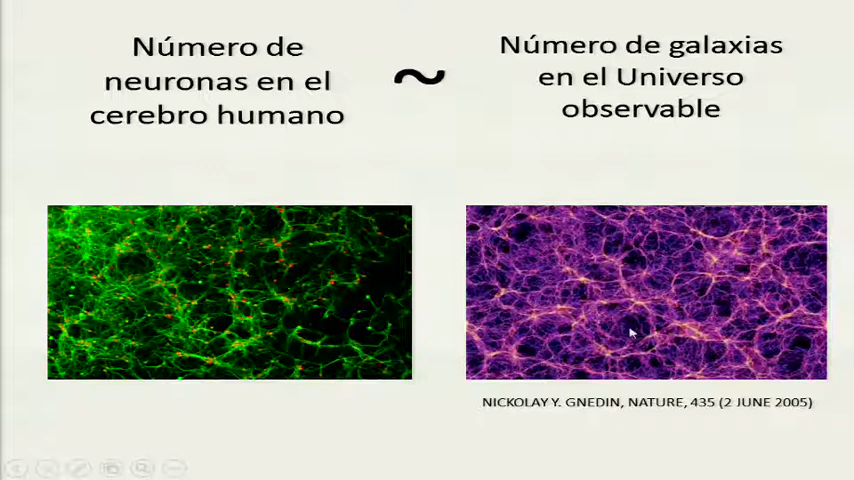 Número de
neuronas en el
cerebro humano
~
Número de galaxias
en el Universo
observable
NICKOLAY Y. GNEDIN, NATURE, 435 (2 JUNE 2005)